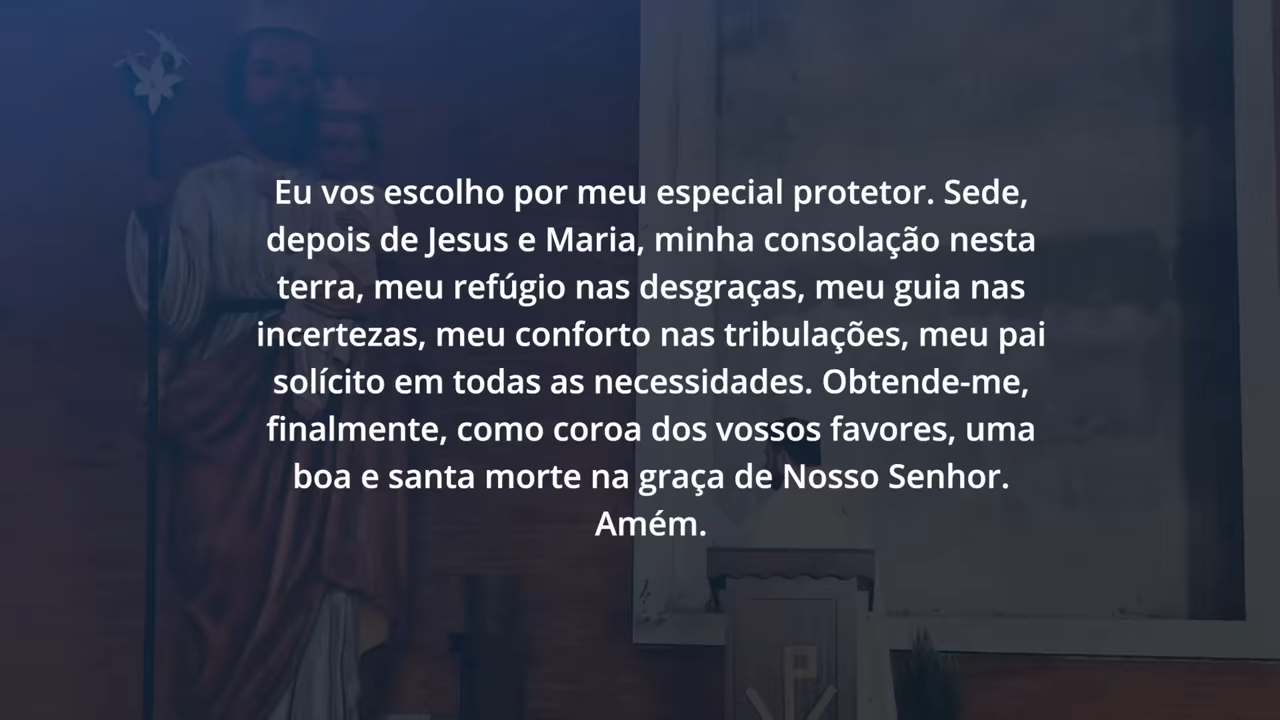 Eu vos escolho por meu especial protetor. Sede,
depois de Jesus e Maria, minha consolação nesta
terra, meu refúgio nas desgraças, meu guia nas
incertezas, meu conforto nas tribulações, meu pai
solícito em todas as necessidades. Obtende-me,
finalmente, como coroa dos vossos favores, uma
boa e santa morte na graça de Nosso Senhor.
Amém.